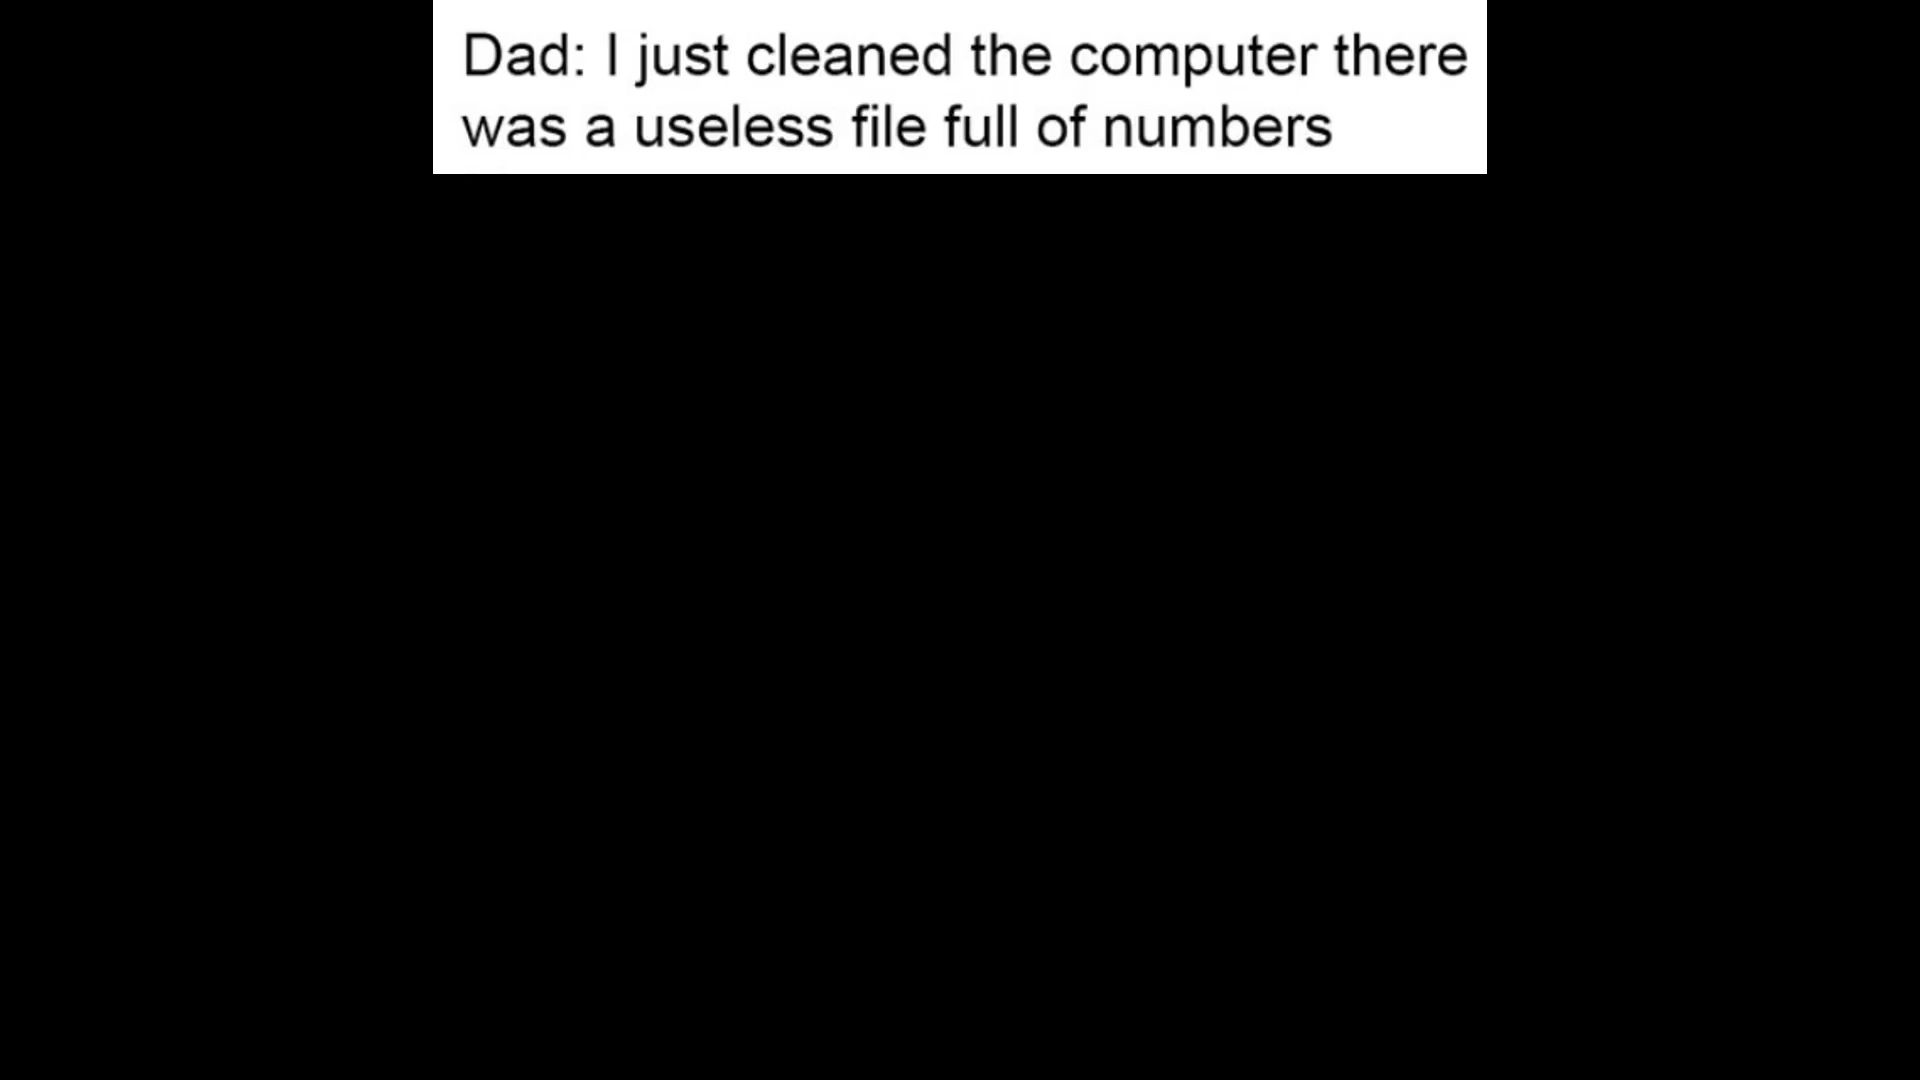 Dad: I just cleaned the computer there
was a useless file full of numbers